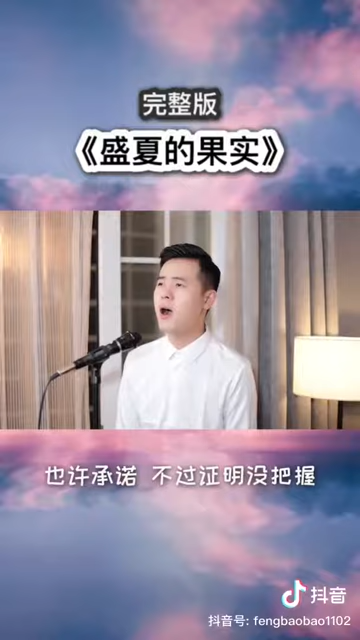 完整版
《盛夏的果实》
也许承诺 不过证明没把握
抖音
抖音号: fengbaobao1102